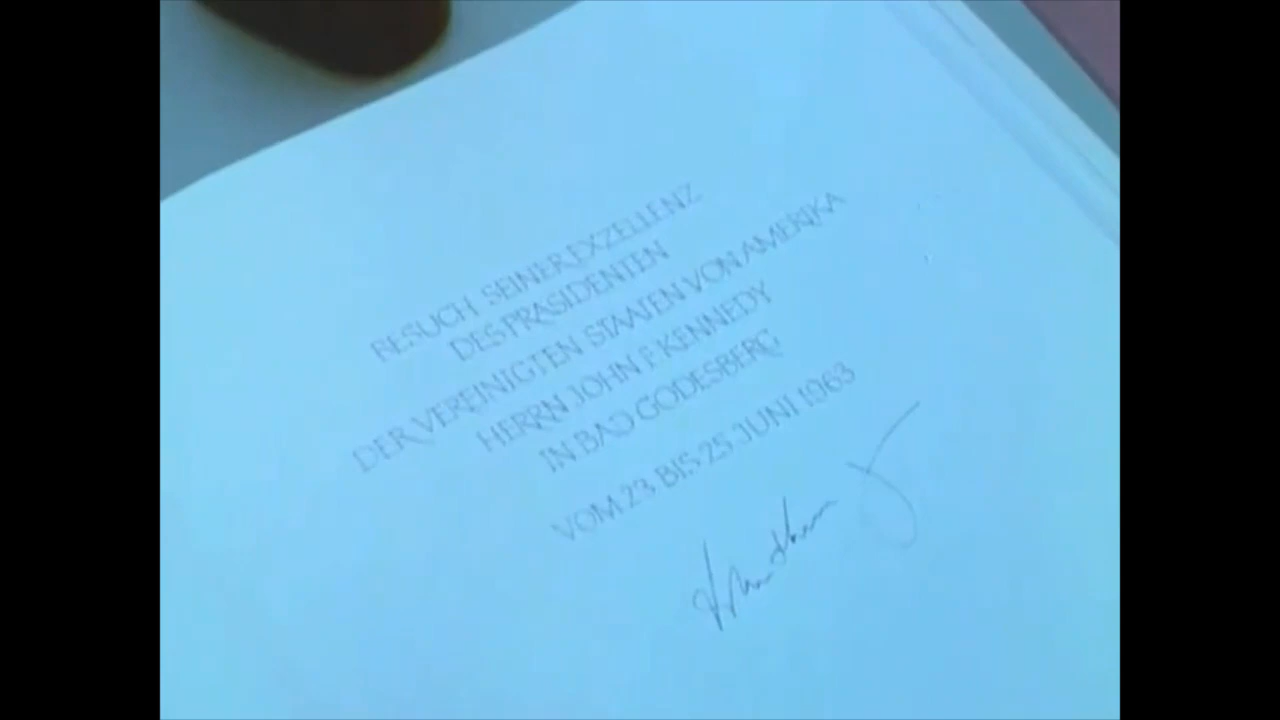 BESUCH SEINER EXZELLENZ
DES PRÄSIDENTEN
DER VEREINIGTEN STAATEN VON AMERIKA
HERRN JOHN F KENNEDY
IN BAD GODESBERG
VOM 23. BIS 25. JUNI 1963